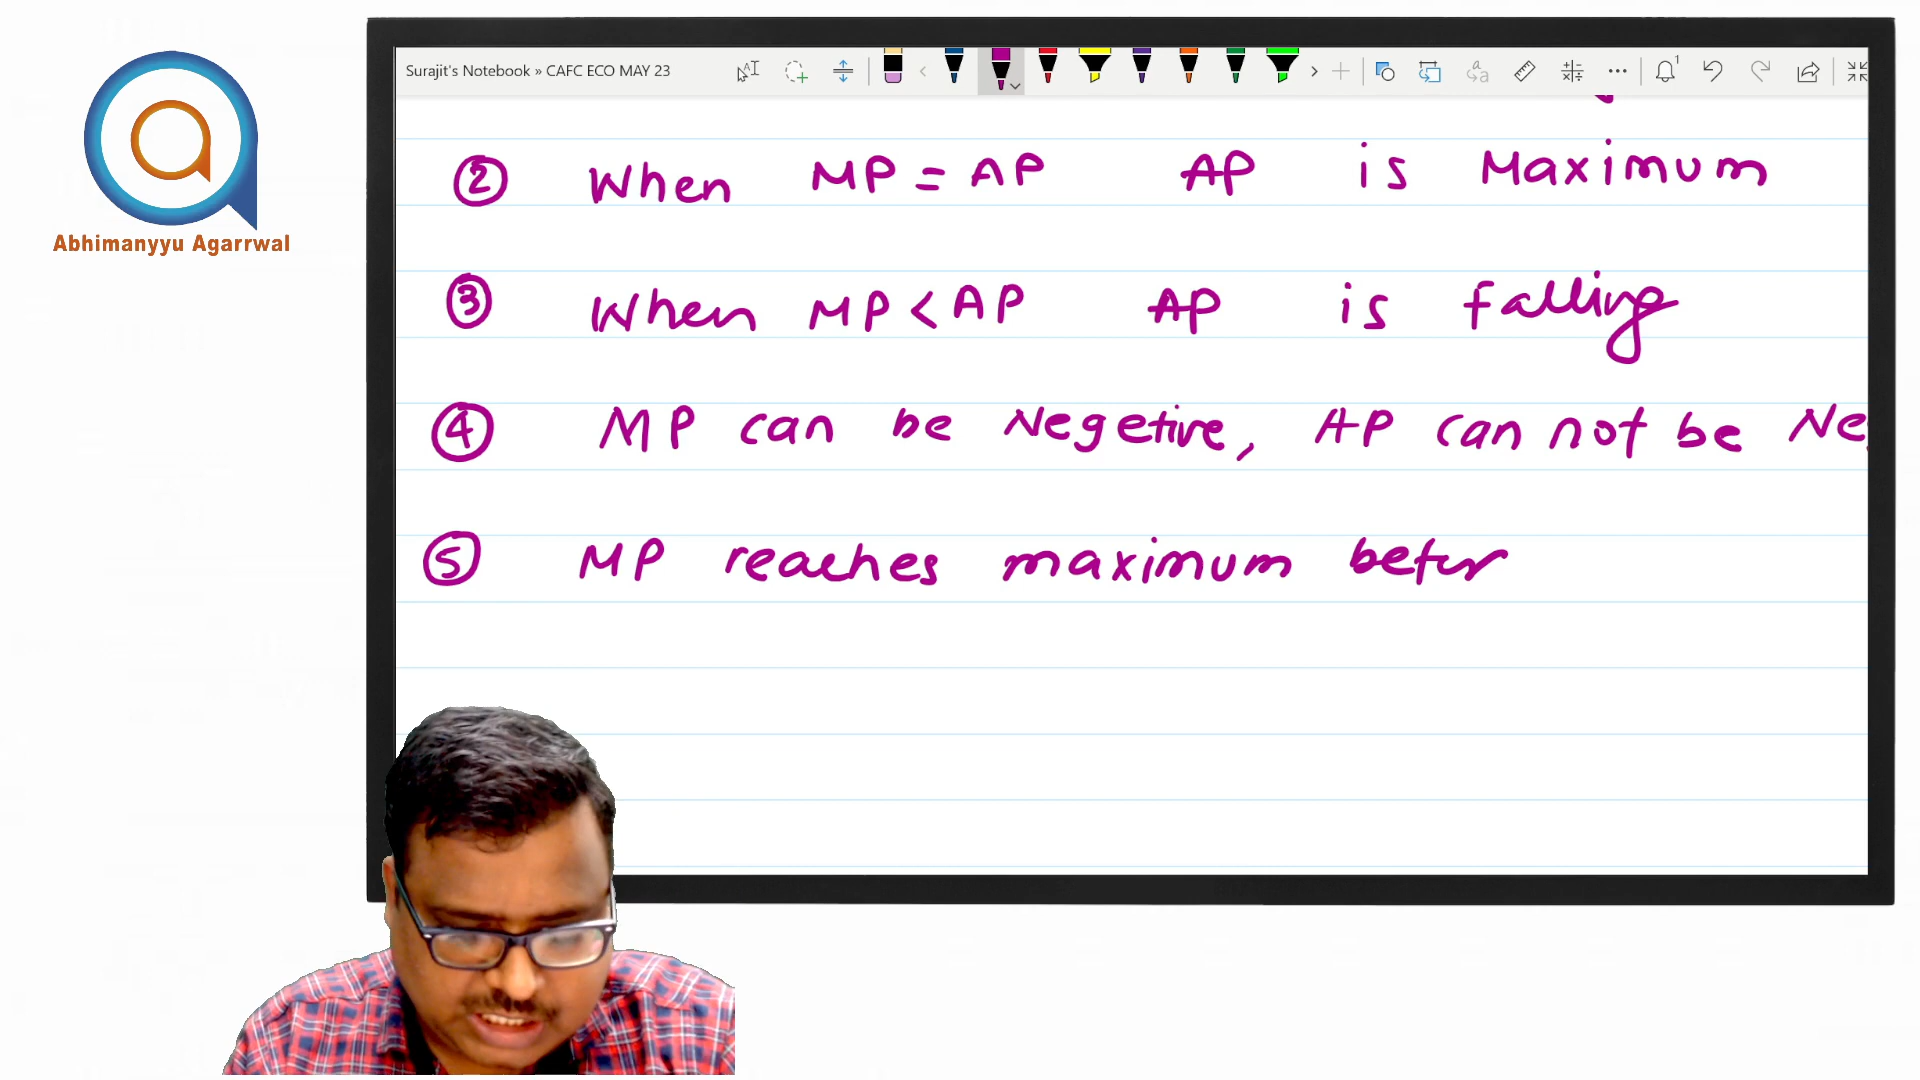 Surajit's Notebook » CAFC ECO MAY 23
Abhimanyyu Agarrwal
② When MP = AP AP is Maximum
③ When MP < AP AP is falling
④ MP can be Negetive, AP can not be Ne
⑤ MP reaches maximum